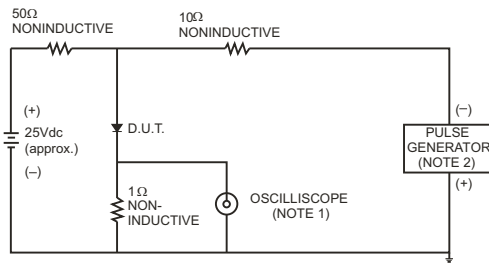 50Ω
NONINDUCTIVE
10Ω
NONINDUCTIVE
(+)
25Vdc
(approx.)
(–)
D.U.T.
1Ω
NON-
INDUCTIVE
OSCILLISCOPE
(NOTE 1)
(–)
PULSE
GENERATOR
(NOTE 2)
(+)